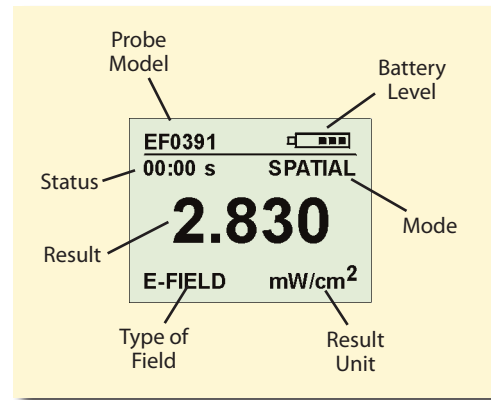 Probe
Model
Battery
Level
EF0391
Status
00:00 s
SPATIAL
Mode
Result
2.830
E-FIELD
mW/cm²
Type of
Field
Result
Unit